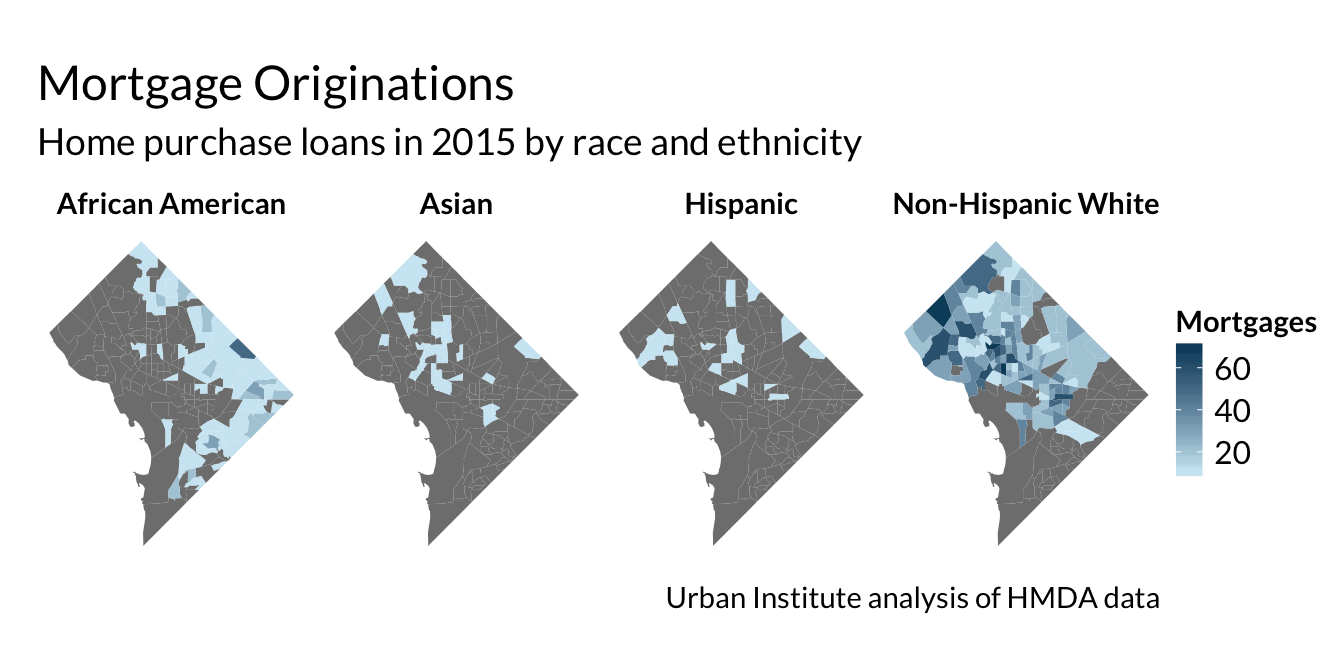 Mortgage Originations
Home purchase loans in 2015 by race and ethnicity
African American
Asian
Hispanic
Non-Hispanic White
Mortgages
60
40
20
Urban Institute analysis of HMDA data